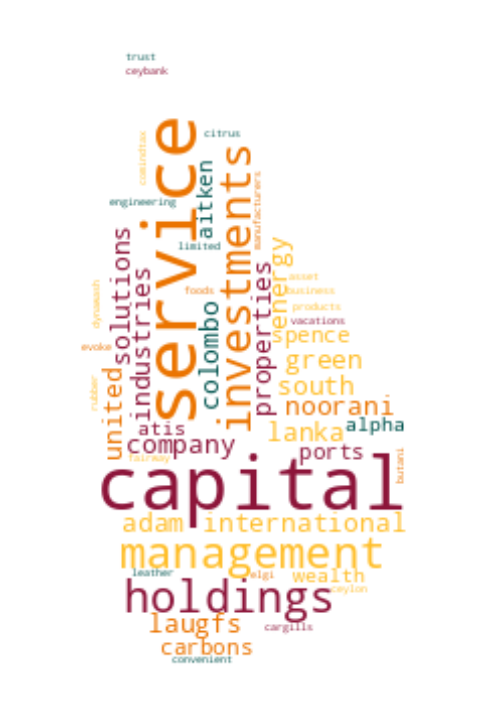 trust
ceybank
service
citrus
comindtax
aitken
investments
manufacturers
engineering
solutions
limited
energy
industries
properties
colombo
foods
asset
business
dynawash
products
vacations
evoke
spence
green
united
south
rubber
noorani
atis
lanka
alpha
company
ports
fairway
butani
capital
adam
international
management
leather
elgi
wealth
holdings
ceylon
laugfs
cargills
carbons
convenient